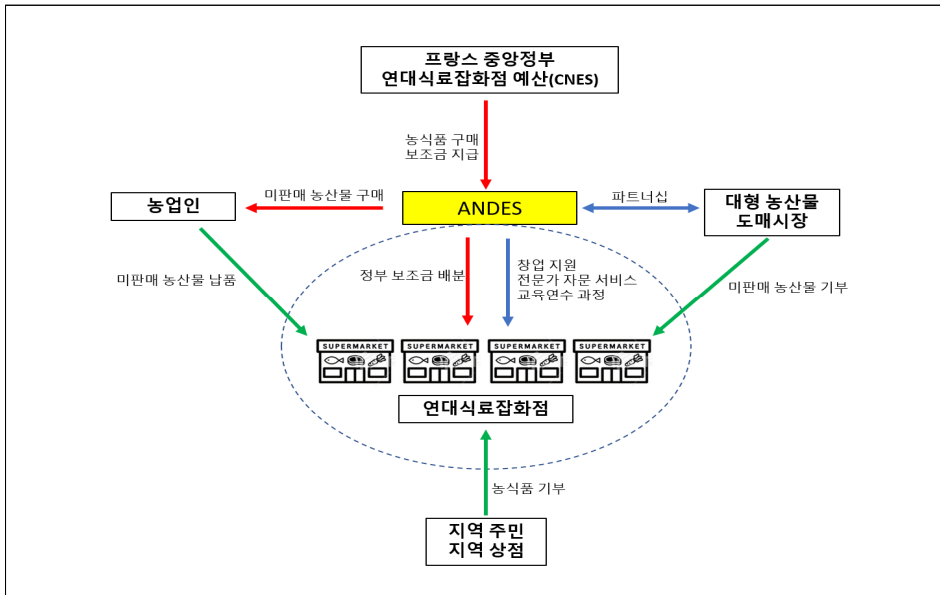 프랑스 중앙정부
연대식료잡화점 예산(CNES)
농식품 구매
보조금 지급
농업인
미판매 농산물 구매
ANDES
파트너십
대형 농산물
도매시장
미판매 농산물 납품
정부 보조금 배분
창업 지원
전문가 자문 서비스
교육연수 과정
미판매 농산물 기부
SUPERMARKET
SUPERMARKET
SUPERMARKET
SUPERMARKET
연대식료잡화점
농식품 기부
지역 주민
지역 상점